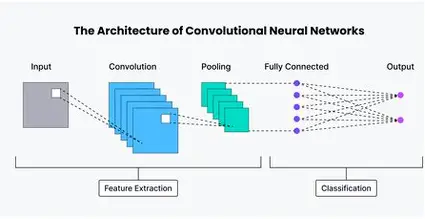 The Architecture of Convolutional Neural Networks
Input
Convolution
Pooling
Fully Connected
Output
Feature Extraction
Classification